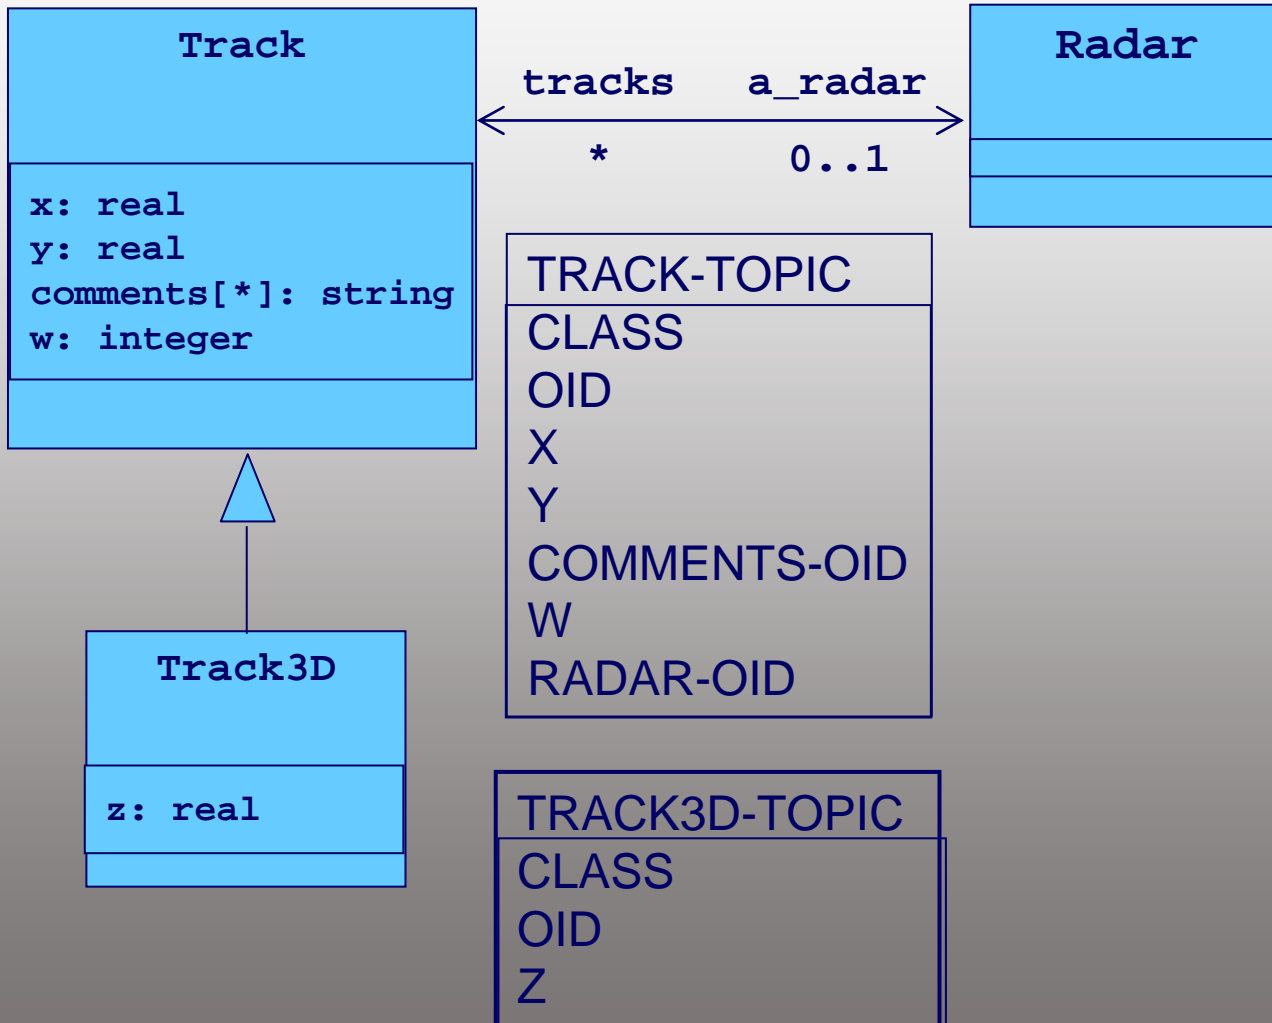 Track
Radar
tracks a_radar
* 0..1
x: real
y: real
comments[*]: string
w: integer
TRACK-TOPIC
CLASS
OID
X
Y
COMMENTS-OID
W
RADAR-OID
Track3D
z: real
TRACK3D-TOPIC
CLASS
OID
Z